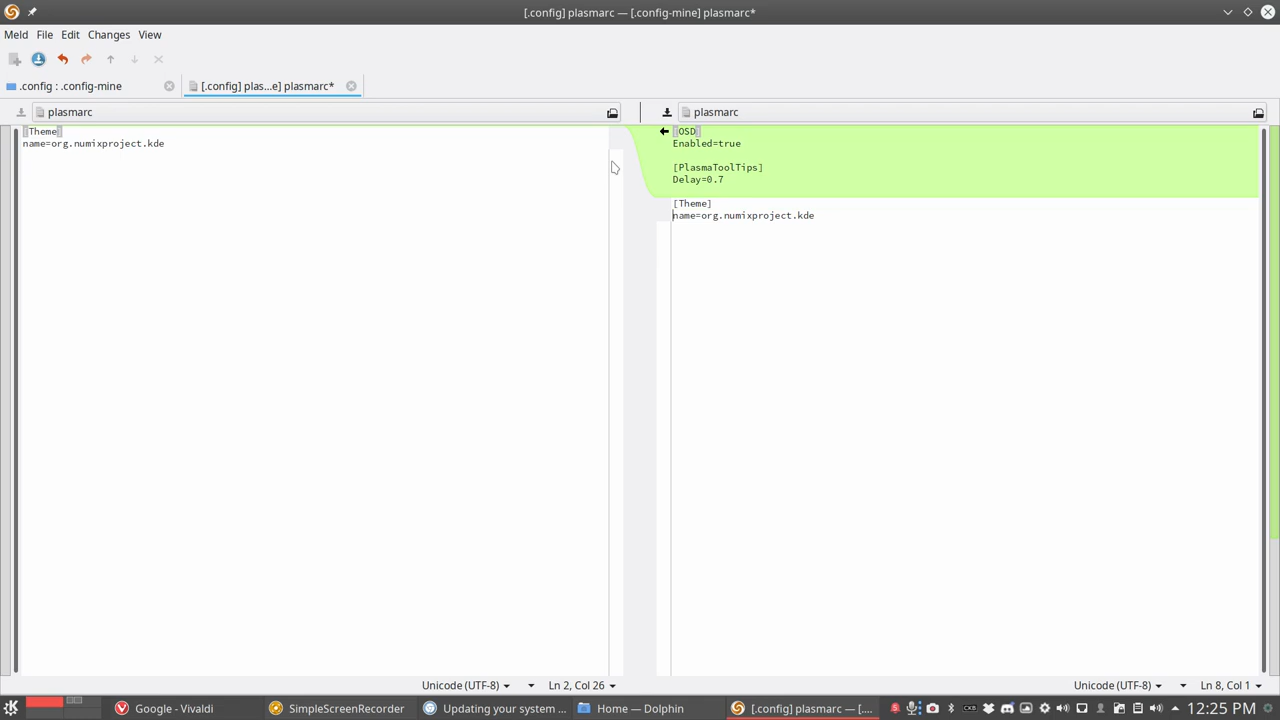 [.config] plasmarc — [.config-mine] plasmarc*
Meld File Edit Changes View
.config : .config-mine
[.config] plas...e] plasmarc*
plasmarc
[Theme]
name=org.numixproject.kde
plasmarc
[OSD]
Enabled=true
[PlasmaToolTips]
Delay=0.7
[Theme]
name=org.numixproject.kde
Unicode (UTF-8) Ln 2, Col 26
Unicode (UTF-8) Ln 8, Col 1
Google - Vivaldi
SimpleScreenRecorder
Updating your system ...
Home — Dolphin
[.config] plasmarc — [....
12:25 PM